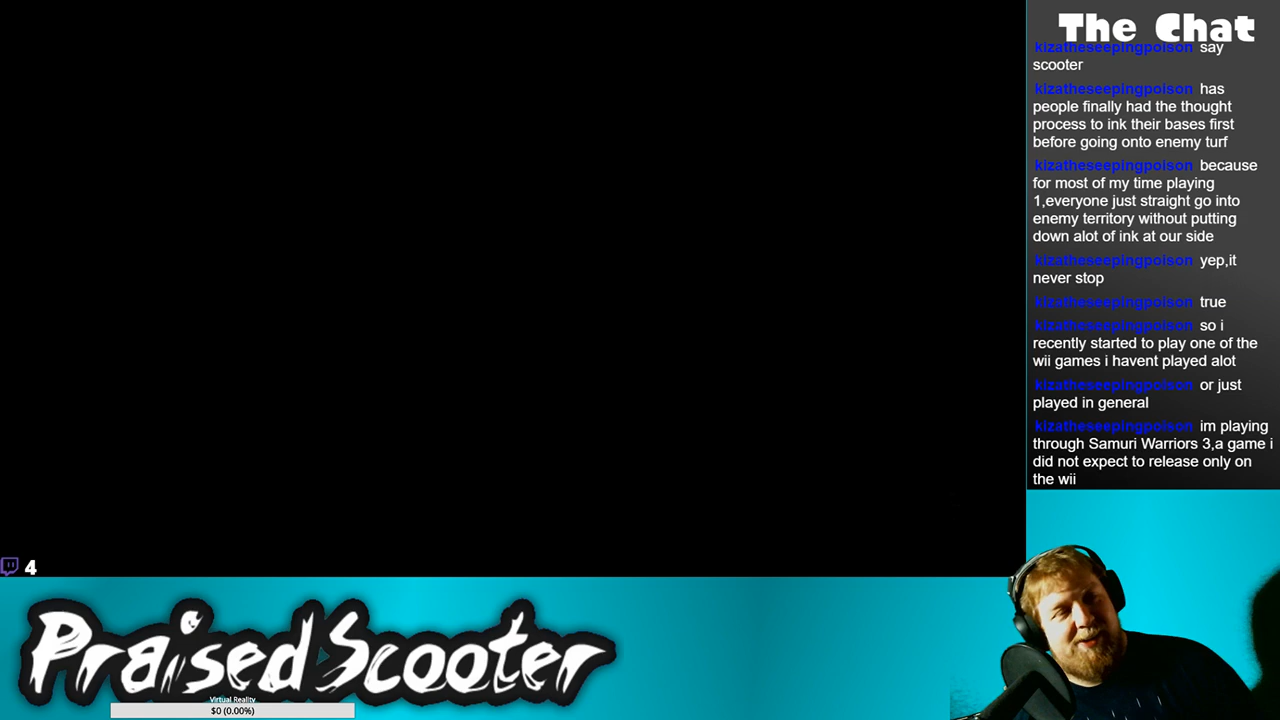 The Chat
kizatheseepingpoison say
scooter
kizatheseepingpoison has
people finally had the thought
process to ink their bases first
before going onto enemy turf
kizatheseepingpoison because
for most of my time playing
1,everyone just straight go into
enemy territory without putting
down alot of ink at our side
kizatheseepingpoison yep,it
never stop
kizatheseepingpoison true
kizatheseepingpoison so i
recently started to play one of the
wii games i havent played alot
kizatheseepingpoison or just
played in general
kizatheseepingpoison im playing
through Samuri Warriors 3,a game i
did not expect to release only on
the wii
4
PraisedScooter
Virtual Reality
$0 (0.00%)